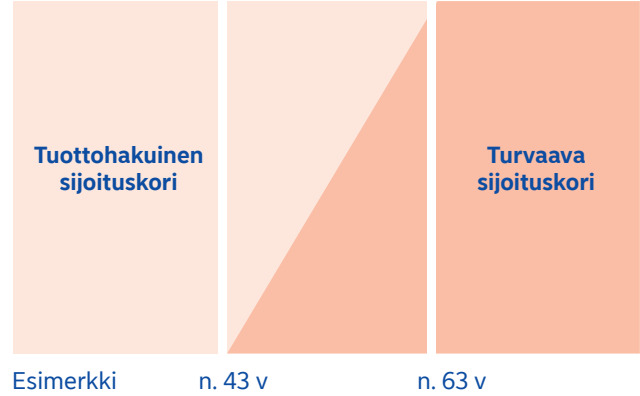 Tuottohakuinen
sijoituskori
Turvaava
sijoituskori
Esimerkki
n. 43 v
n. 63 v